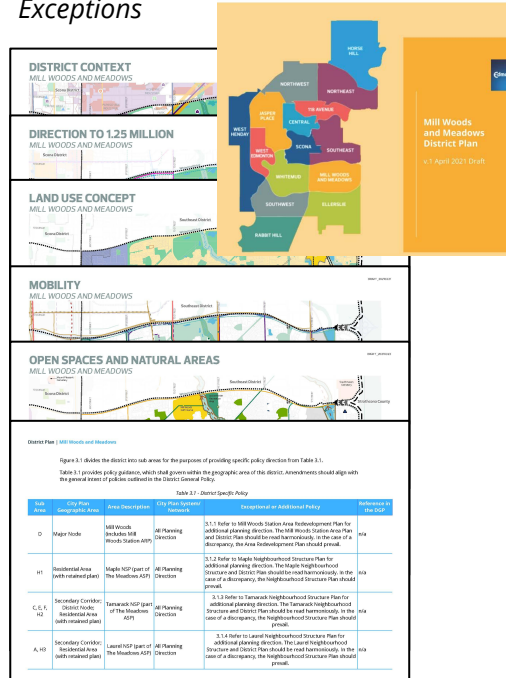 Exceptions
DISTRICT CONTEXT
MILL WOODS AND MEADOWS
Scona District
DIRECTION TO 1.25 MILLION
MILL WOODS AND MEADOWS
Scona District
LAND USE CONCEPT
MILL WOODS AND MEADOWS
Southeast District
Scona District
MOBILITY
MILL WOODS AND MEADOWS
Southeast District
Scona District
OPEN SPACES AND NATURAL AREAS
MILL WOODS AND MEADOWS
Southeast District
Scona District
Strathcona County
HORSE
HILL
NORTHWEST
NORTHEAST
118 AVENUE
JASPER
PLACE
CENTRAL
WEST
HENDAY
WEST
EDMONTON
SCONA
SOUTHEAST
WHITEMUD
MILL WOODS
AND MEADOWS
SOUTHWEST
ELLERSLIE
RABBIT HILL
Mill Woods
and Meadows
District Plan
v.1 April 2021 Draft
District Plan | Mill Woods and Meadows
Figure 3.1 divides the district into sub areas for the purposes of providing specific policy direction from Table 3.1.
Table 3.1 provides policy guidance, which shall govern within the geographic area of this district. Amendments should align with
the general intent of policies outlined in the District General Policy.
Table 3.1 - District Specific Policy
Sub Area
City Plan Geographic Area
Area Description
City Plan Systems/ Network
Exceptional or Additional Policy
Reference in the DGP
D
Major Node
Mill Woods
(includes Mill
Woods Station ARP)
All Planning
Direction
3.1.1 Refer to Mill Woods Station Area Redevelopment Plan for
additional planning direction. The Mill Woods Station Area Plan
and District Plan should be read harmoniously. In the case of a
discrepancy, the Area Redevelopment Plan should prevail.
n/a
H1
Residential Area
(with retained plan)
Maple NSP (part of
The Meadows ASP)
All Planning
Direction
3.1.2 Refer to Maple Neighbourhood Structure Plan for
additional planning direction. The Maple Neighbourhood
Structure and District Plan should be read harmoniously. In the
case of a discrepancy, the Neighbourhood Structure Plan should
prevail.
n/a
C, E, F,
H2
Secondary Corridor;
District Node;
Residential Area
(with retained plan)
Tamarack NSP (part
of The Meadows
ASP)
All Planning
Direction
3.1.3 Refer to Tamarack Neighbourhood Structure Plan for
additional planning direction. The Tamarack Neighbourhood
Structure and District Plan should be read harmoniously. In the
case of a discrepancy, the Neighbourhood Structure Plan should
prevail.
n/a
A, H3
Secondary Corridor;
Residential Area
(with retained plan)
Laurel NSP (part of
The Meadows ASP)
All Planning
Direction
3.1.4 Refer to Laurel Neighbourhood Structure Plan for
additional planning direction. The Laurel Neighbourhood
Structure and District Plan should be read harmoniously. In the
case of a discrepancy, the Neighbourhood Structure Plan should
prevail.
n/a